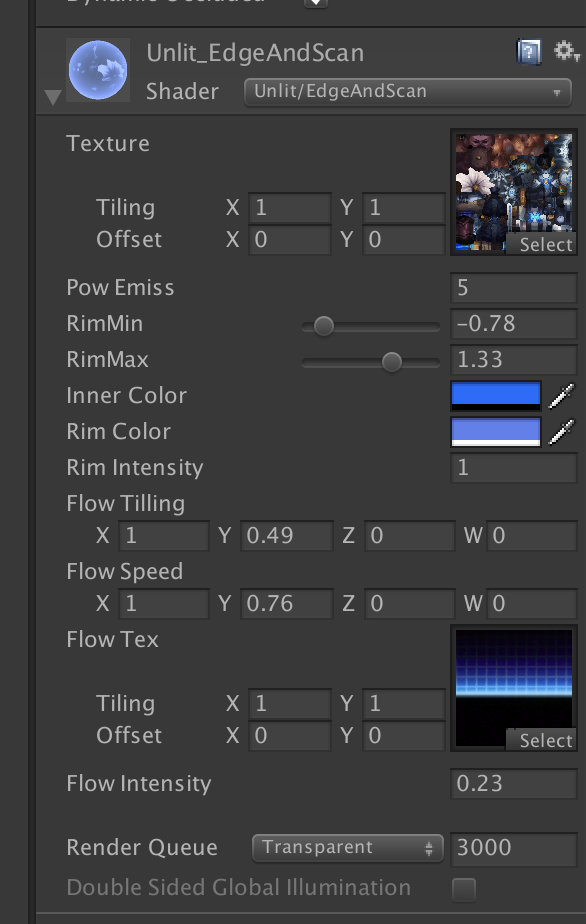 Dynamic Occluded
Unlit_EdgeAndScan
Shader Unlit/EdgeAndScan
Texture
Tiling X 1 Y 1
Offset X 0 Y 0
Select
Pow Emiss 5
RimMin -0.78
RimMax 1.33
Inner Color
Rim Color
Rim Intensity 1
Flow Tilling
X 1 Y 0.49 Z 0 W 0
Flow Speed
X 1 Y 0.76 Z 0 W 0
Flow Tex
Tiling X 1 Y 1
Offset X 0 Y 0
Select
Flow Intensity 0.23
Render Queue Transparent 3000
Double Sided Global Illumination